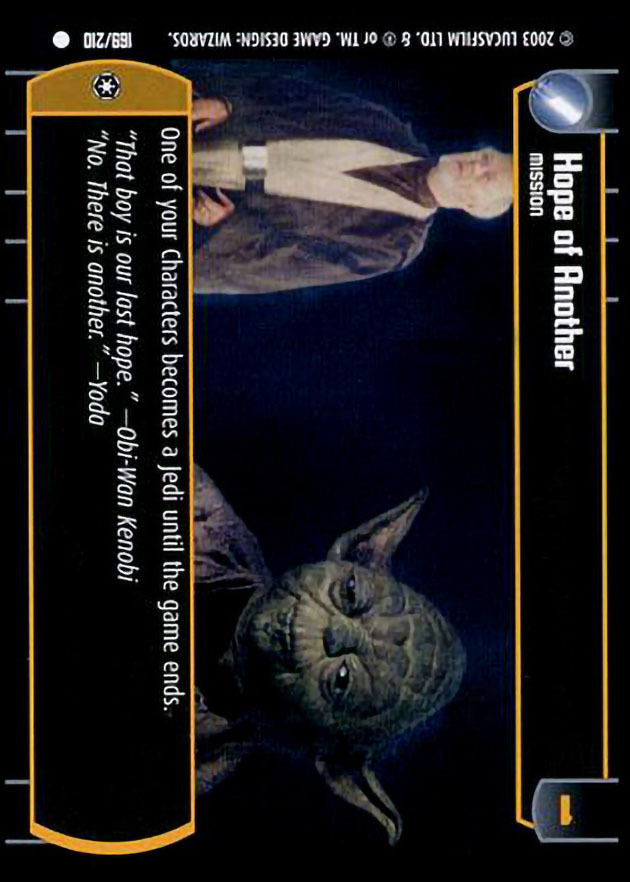 Hope of Another
MISSION
1
One of your Characters becomes a Jedi until the game ends.
"That boy is our last hope." —Obi-Wan Kenobi
"No. There is another." —Yoda
© 2003 LUCASFILM LTD. & ® or TM. GAME DESIGN: WIZARDS.
169/210